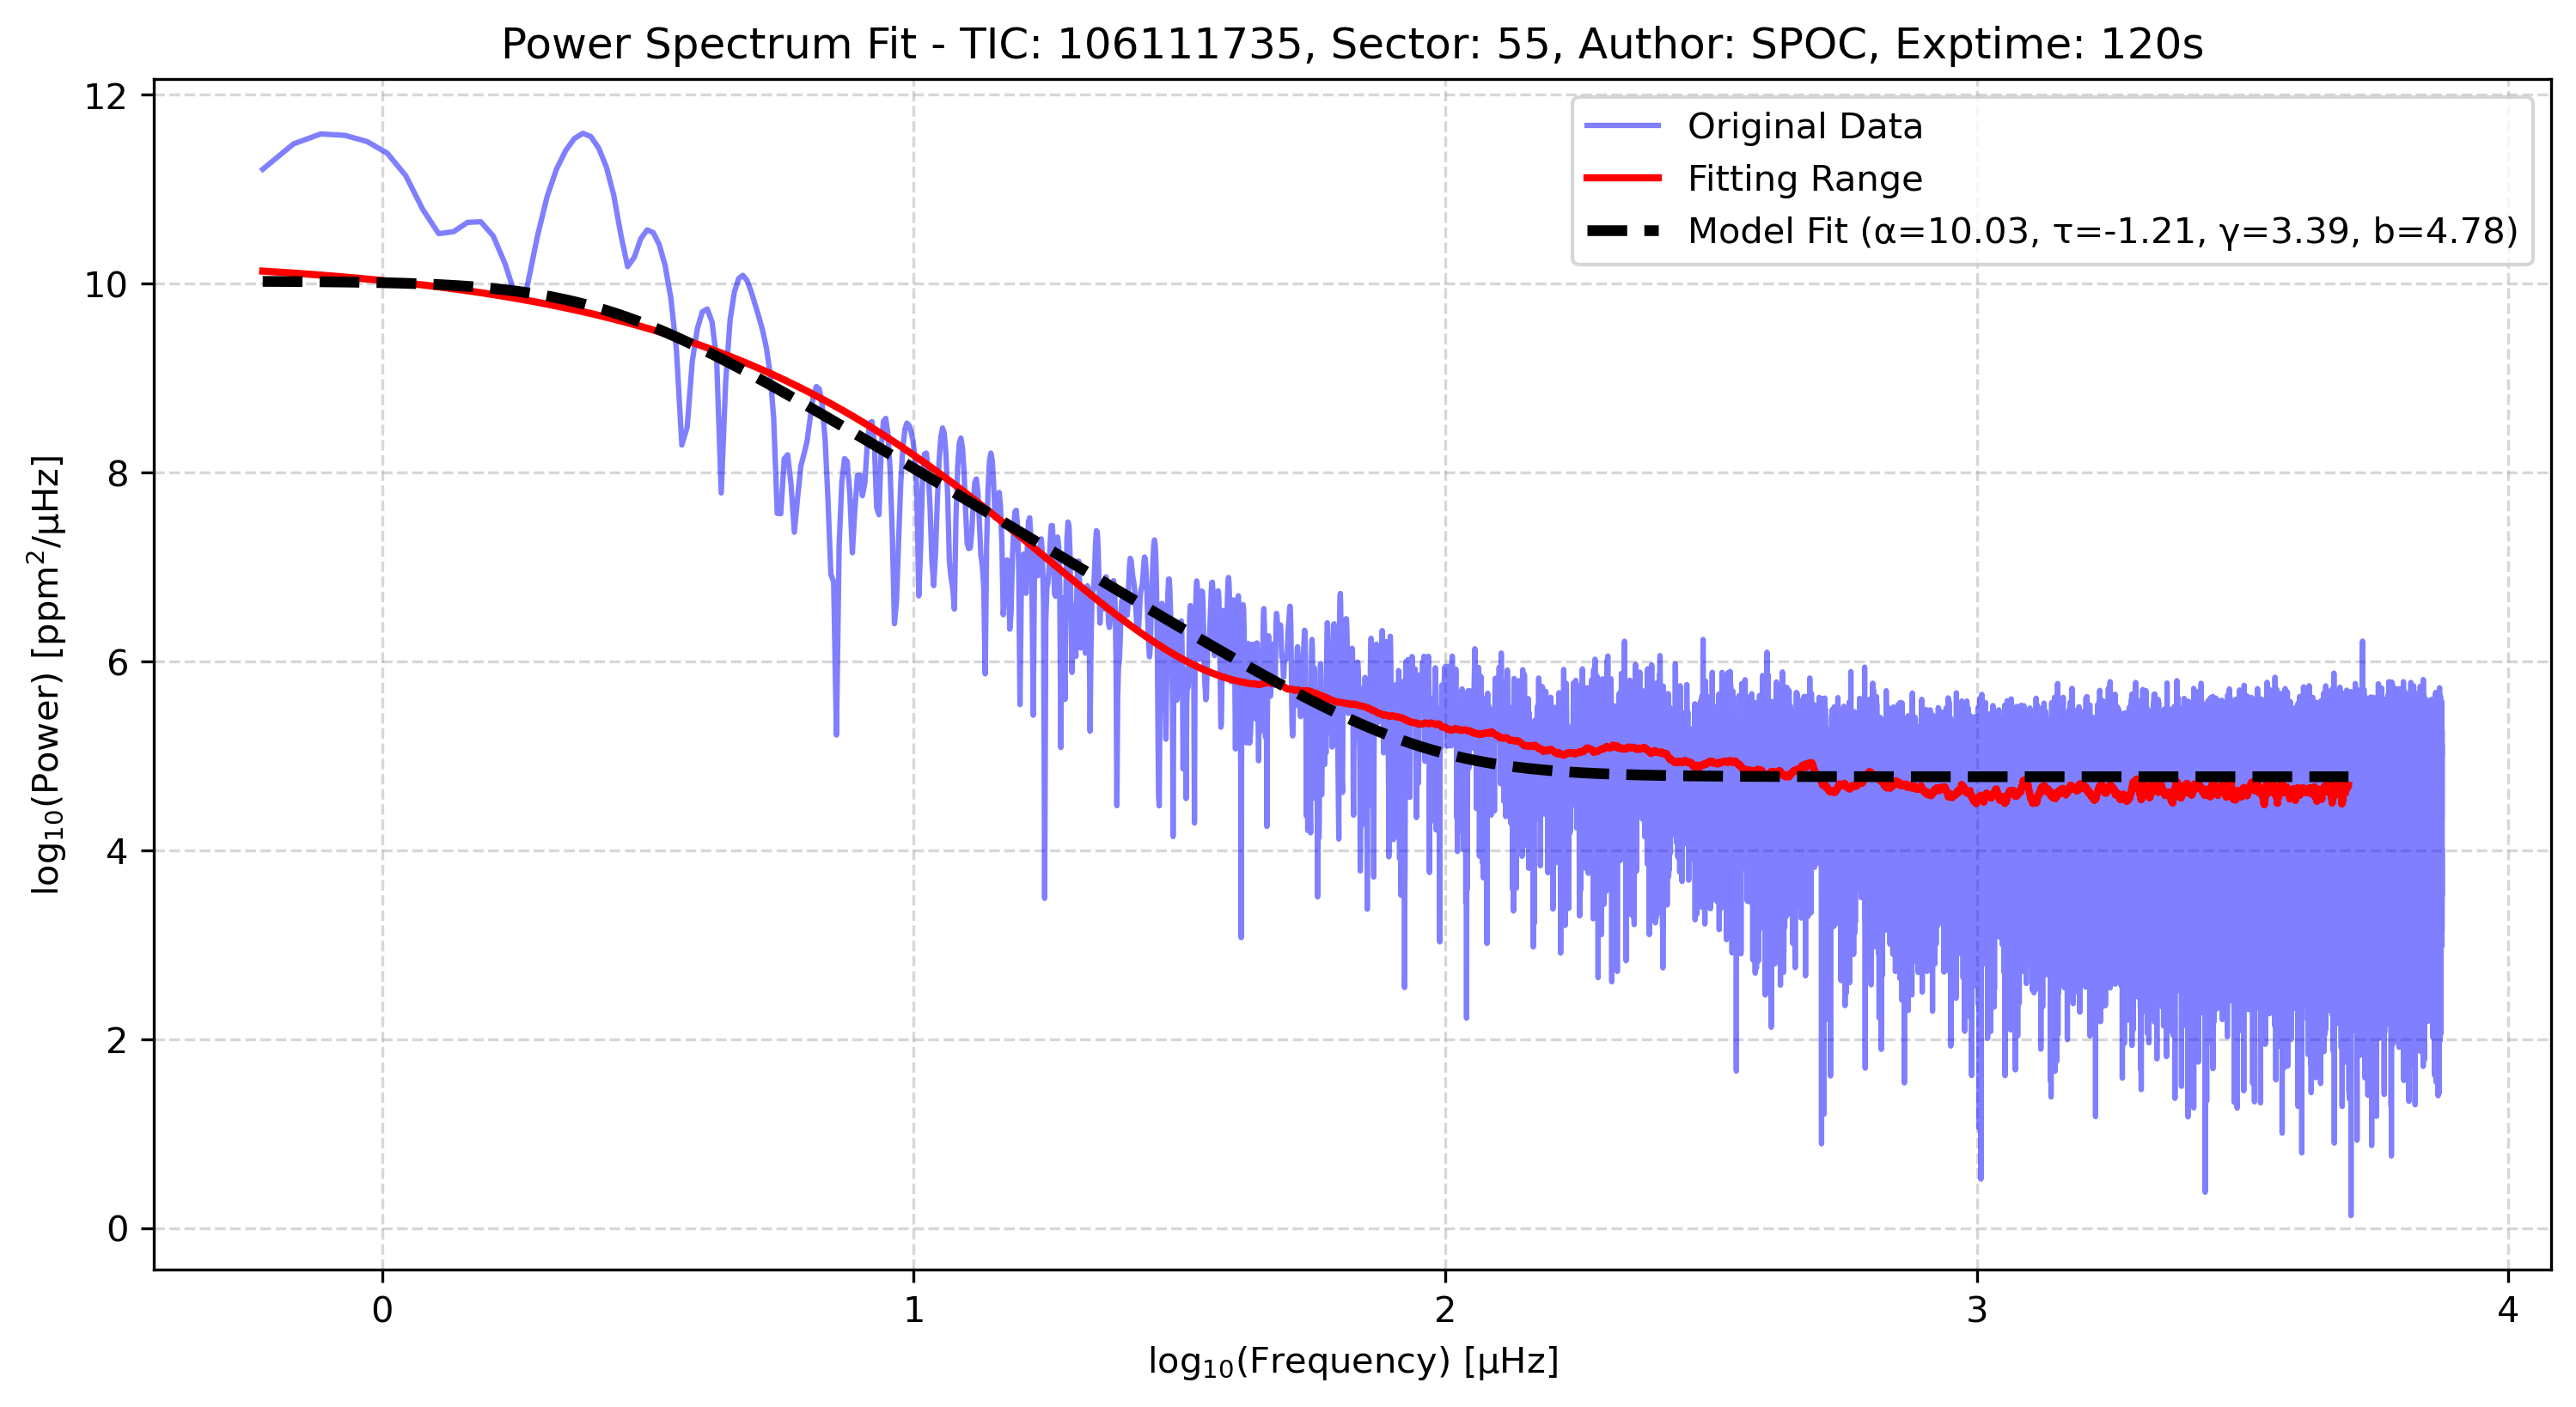 Power Spectrum Fit - TIC: 106111735, Sector: 55, Author: SPOC, Exptime: 120s
12
10
8
6
4
2
0
log₁₀(Power) [ppm²/μHz]
Original Data
Fitting Range
Model Fit (α=10.03, τ=-1.21, γ=3.39, b=4.78)
0 1 2 3 4
log₁₀(Frequency) [μHz]